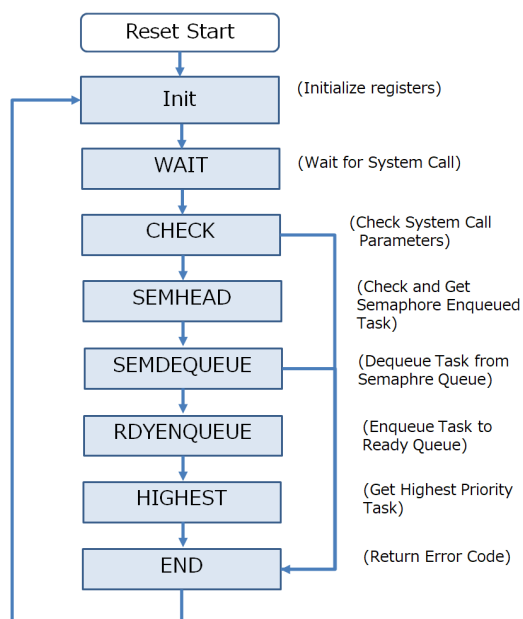 Reset Start
Init
(Initialize registers)
WAIT
(Wait for System Call)
CHECK
(Check System Call
Parameters)
SEMHEAD
(Check and Get
Semaphore Enqueued
Task)
SEMDEQUEUE
(Dequeue Task from
Semaphre Queue)
RDYENQUEUE
(Enqueue Task to
Ready Queue)
HIGHEST
(Get Highest Priority
Task)
END
(Return Error Code)